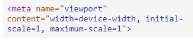 <meta name="viewport"
content="width=device-width, initial-
scale=1, maximum-scale=1">